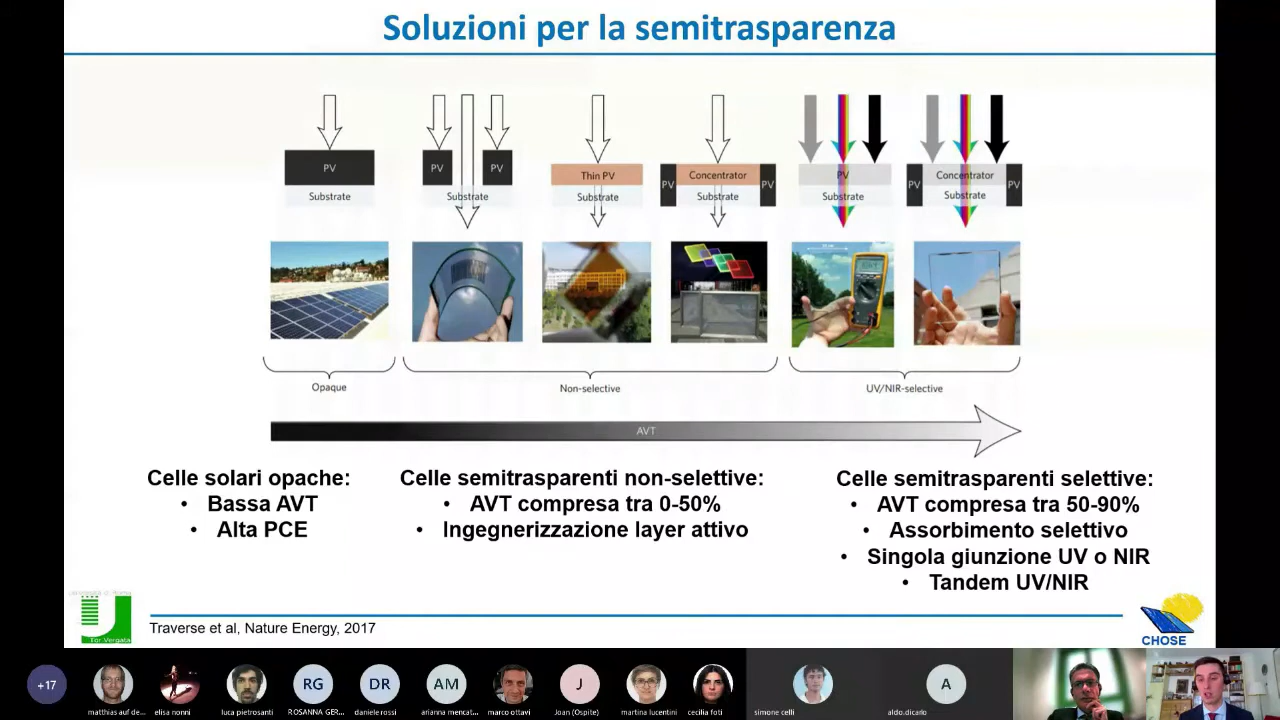 Soluzioni per la semitrasparenza
PV
PV
PV
Thin PV
PV
Concentrator
PV
PV
PV
Concentrator
PV
Substrate
Substrate
Substrate
Substrate
Substrate
Substrate
Opaque
Non-selective
UV/NIR-selective
AVT
Celle solari opache:
• Bassa AVT
• Alta PCE
Celle semitrasparenti non-selettive:
• AVT compresa tra 0-50%
• Ingegnerizzazione layer attivo
Celle semitrasparenti selettive:
• AVT compresa tra 50-90%
• Assorbimento selettivo
• Singola giunzione UV o NIR
• Tandem UV/NIR
Tor Vergata
Traverse et al, Nature Energy, 2017
CHOSE
+17
matthias auf de...
elisa nonni
luca pietrosanti
RG
ROSANNA GER...
DR
daniele rossi
AM
arianna mencat...
marco ottavi
J
Joan (Ospite)
martina lucentini
cecilia foti
simone celli
A
aldo.dicarlo